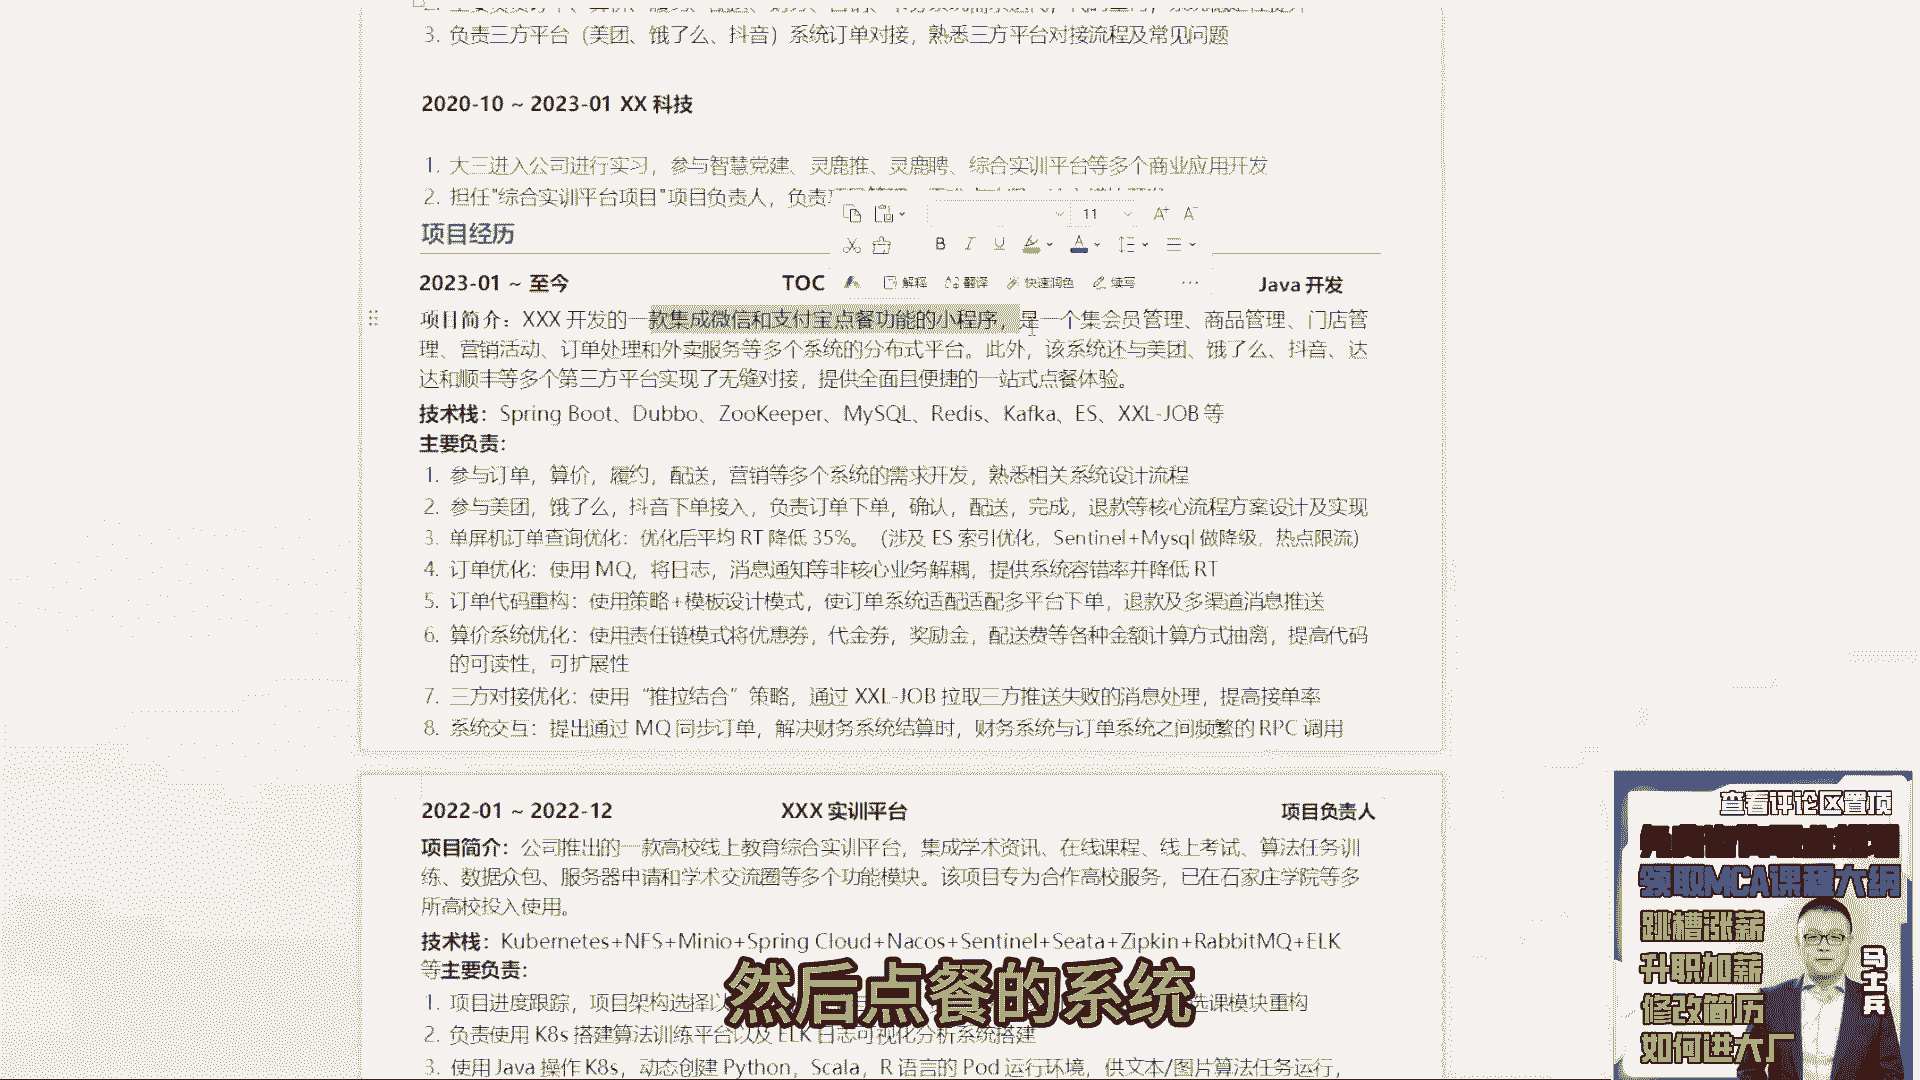 3. 负责三方平台（美团、饿了么、抖音）系统订单对接，熟悉三方平台对接流程及常见问题
2020-10 ~ 2023-01 XX 科技
1. 大三进入公司进行实习，参与智慧党建、灵鹿推、灵鹿聘、综合实训平台等多个商业应用开发
2. 担任"综合实训平台项目"项目负责人，负责
11
项目经历
解释 翻译 快速润色 续写
2023-01 ~ 至今 TOC Java 开发
项目简介：XXX 开发的一款集成微信和支付宝点餐功能的小程序，是一个集会员管理、商品管理、门店管
理、营销活动、订单处理和外卖服务等多个系统的分布式平台。此外，该系统还与美团、饿了么、抖音、达
达和顺丰等多个第三方平台实现了无缝对接，提供全面且便捷的一站式点餐体验。
技术栈：Spring Boot、Dubbo、ZooKeeper、MySQL、Redis、Kafka、ES、XXL-JOB 等
主要负责：
1. 参与订单，算价，履约，配送，营销等多个系统的需求开发，熟悉相关系统设计流程
2. 参与美团，饿了么，抖音下单接入，负责订单下单，确认，配送，完成，退款等核心流程方案设计及实现
3. 单屏机订单查询优化：优化后平均 RT 降低 35%。（涉及 ES 索引优化，Sentinel+Mysql 做降级，热点限流）
4. 订单优化：使用 MQ，将日志，消息通知等非核心业务解耦，提供系统容错率并降低 RT
5. 订单代码重构：使用策略+模板设计模式，使订单系统适配适配多平台下单，退款及多渠道消息推送
6. 算价系统优化：使用责任链模式将优惠券，代金券，奖励金，配送费等各种金额计算方式抽离，提高代码
的可读性，可扩展性
7. 三方对接优化：使用“推拉结合”策略，通过 XXL-JOB 拉取三方推送失败的消息处理，提高接单率
8. 系统交互：提出通过 MQ 同步订单，解决财务系统结算时，财务系统与订单系统之间频繁的 RPC 调用
2022-01 ~ 2022-12 XXX 实训平台 项目负责人
项目简介：公司推出的一款高校线上教育综合实训平台，集成学术资讯、在线课程、线上考试、算法任务训
练、数据众包、服务器申请和学术交流圈等多个功能模块。该项目专为合作高校服务，已在石家庄学院等多
所高校投入使用。
技术栈：Kubernetes+NFS+Minio+Spring Cloud+Nacos+Sentinel+Seata+Zipkin+RabbitMQ+ELK
等主要负责：
1. 项目进度跟踪，项目架构选择以 选课模块重构
2. 负责使用 K8s 搭建算法训练平台以及 ELK 日志可视化分析系统搭建
3. 使用 Java 操作 K8s，动态创建 Python，Scala，R 语言的 Pod 运行环境，供文本/图片算法任务运行，
然后点餐的系统
查看评论区置顶
领取MCA课程大纲
跳槽涨薪
升职加薪
修改简历
如何进大厂
马士兵